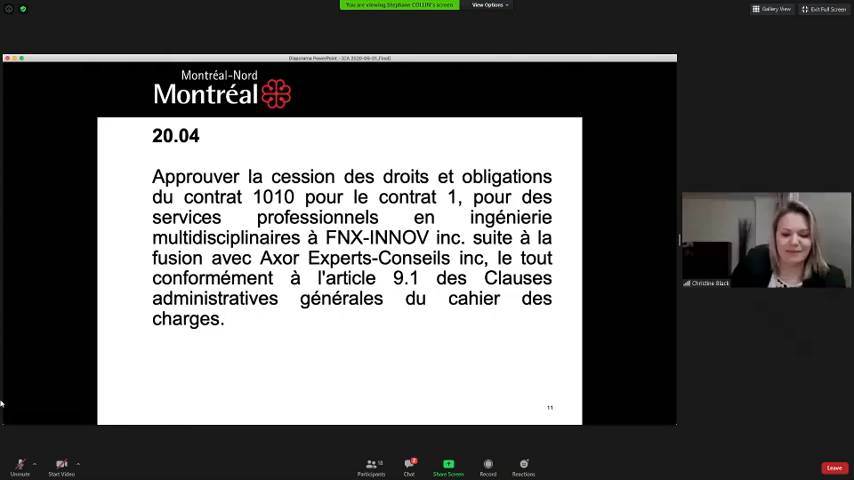 You are viewing Stephane COLLIN's screen
View Options
Gallery View
Exit Full Screen
Montréal-Nord
Montréal
20.04
Approuver la cession des droits et obligations
du contrat 1010 pour le contrat 1, pour des
services professionnels en ingénierie
multidisciplinaires à FNX-INNOV inc. suite à la
fusion avec Axor Experts-Conseils inc, le tout
conformément à l'article 9.1 des Clauses
administratives générales du cahier des
charges.
11
Christine Black
Unmute
Start Video
Participants
18
Chat
Share Screen
Record
Reactions
Leave